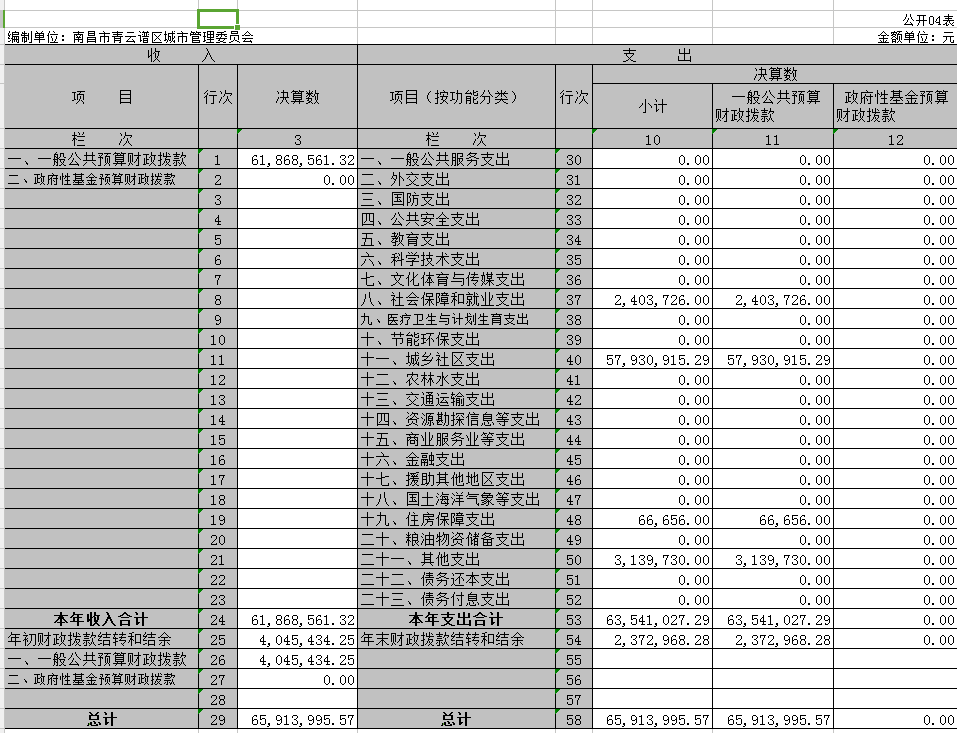 公开04表
编制单位：南昌市青云谱区城市管理委员会 金额单位：元
收 入 支 出
项 目 行次 决算数 项目（按功能分类） 行次 决算数
小计 一般公共预算财政拨款 政府性基金预算财政拨款
栏 次 3 栏 次 10 11 12
一、一般公共预算财政拨款 1 61,868,561.32 一、一般公共服务支出 30 0.00 0.00 0.00
二、政府性基金预算财政拨款 2 0.00 二、外交支出 31 0.00 0.00 0.00
3 三、国防支出 32 0.00 0.00 0.00
4 四、公共安全支出 33 0.00 0.00 0.00
5 五、教育支出 34 0.00 0.00 0.00
6 六、科学技术支出 35 0.00 0.00 0.00
7 七、文化体育与传媒支出 36 0.00 0.00 0.00
8 八、社会保障和就业支出 37 2,403,726.00 2,403,726.00 0.00
9 九、医疗卫生与计划生育支出 38 0.00 0.00 0.00
10 十、节能环保支出 39 0.00 0.00 0.00
11 十一、城乡社区支出 40 57,930,915.29 57,930,915.29 0.00
12 十二、农林水支出 41 0.00 0.00 0.00
13 十三、交通运输支出 42 0.00 0.00 0.00
14 十四、资源勘探信息等支出 43 0.00 0.00 0.00
15 十五、商业服务业等支出 44 0.00 0.00 0.00
16 十六、金融支出 45 0.00 0.00 0.00
17 十七、援助其他地区支出 46 0.00 0.00 0.00
18 十八、国土海洋气象等支出 47 0.00 0.00 0.00
19 十九、住房保障支出 48 66,656.00 66,656.00 0.00
20 二十、粮油物资储备支出 49 0.00 0.00 0.00
21 二十一、其他支出 50 3,139,730.00 3,139,730.00 0.00
22 二十二、债务还本支出 51 0.00 0.00 0.00
23 二十三、债务付息支出 52 0.00 0.00 0.00
本年收入合计 24 61,868,561.32 本年支出合计 53 63,541,027.29 63,541,027.29 0.00
年初财政拨款结转和结余 25 4,045,434.25 年末财政拨款结转和结余 54 2,372,968.28 2,372,968.28 0.00
一、一般公共预算财政拨款 26 4,045,434.25 55
二、政府性基金预算财政拨款 27 0.00 56
28 57
总计 29 65,913,995.57 总计 58 65,913,995.57 65,913,995.57 0.00